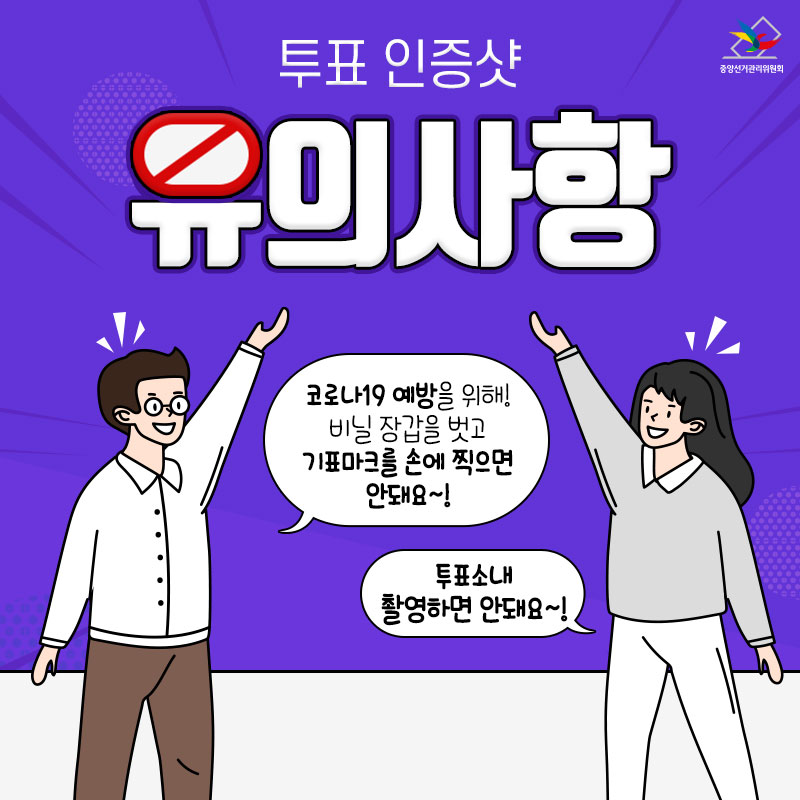 투표 인증샷
중앙선거관리위원회
유의사항
코로나19 예방을 위해!
비닐 장갑을 벗고
기표마크를 손에 찍으면
안돼요~!
투표소내
촬영하면 안돼요~!